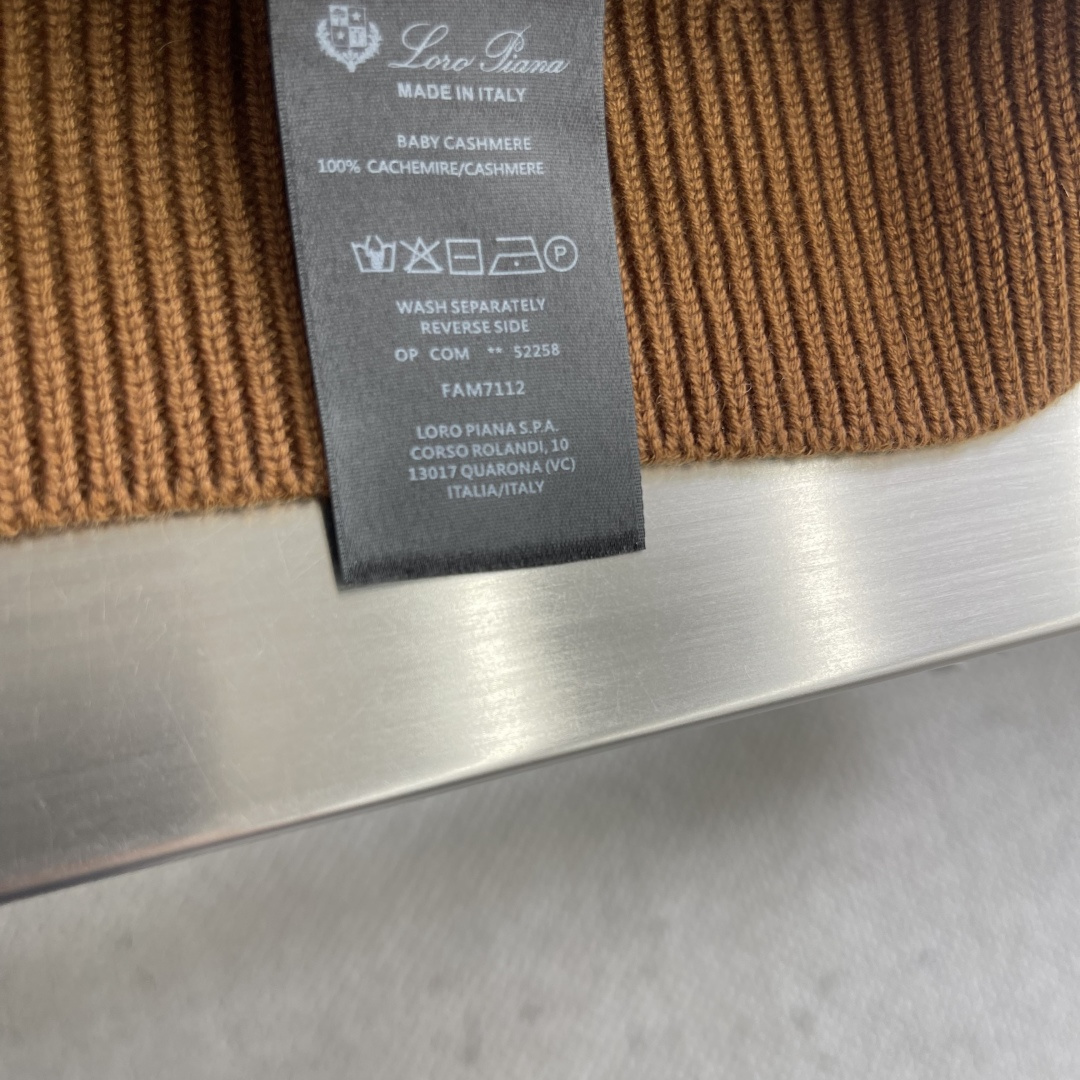 Loro Piana
MADE IN ITALY
BABY CASHMERE
100% CACHEMIRE/CASHMERE
P
WASH SEPARATELY
REVERSE SIDE
OP COM ** S2258
FAM7112
LORO PIANA S.P.A.
CORSO ROLANDI, 10
13017 QUARONA (VC)
ITALIA/ITALY